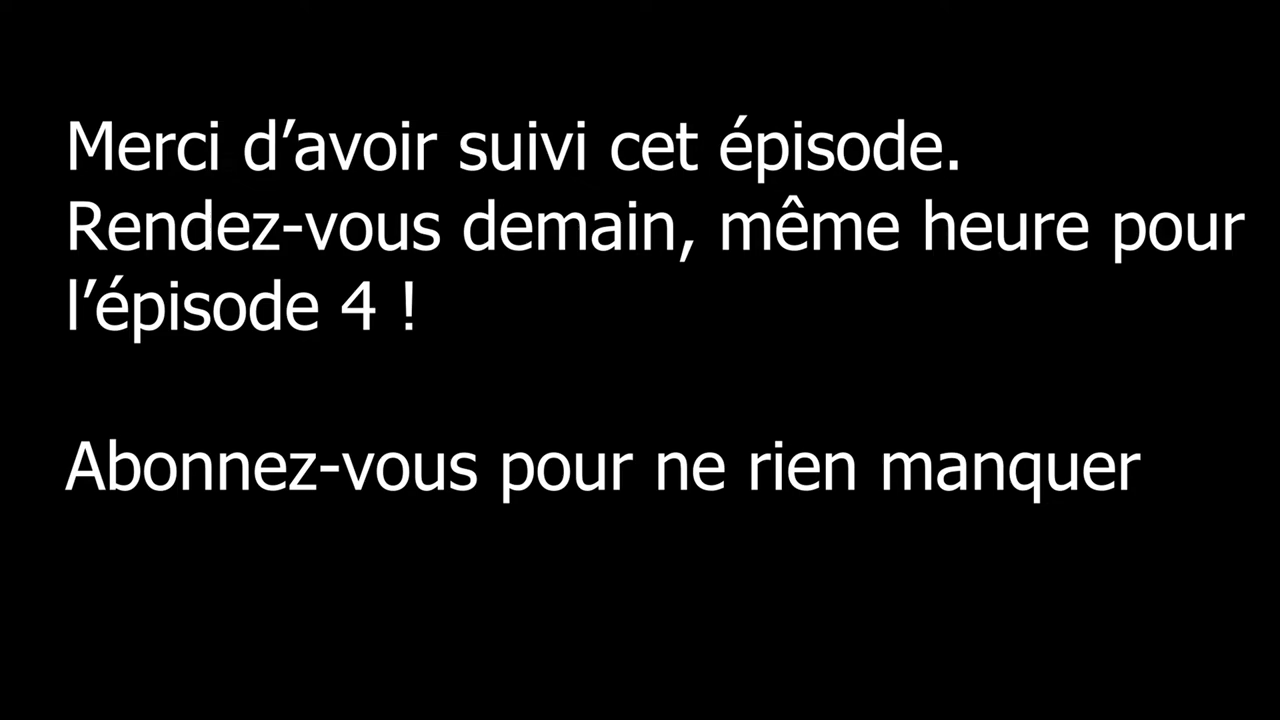 Merci d’avoir suivi cet épisode.
Rendez-vous demain, même heure pour
l’épisode 4 !
Abonnez-vous pour ne rien manquer